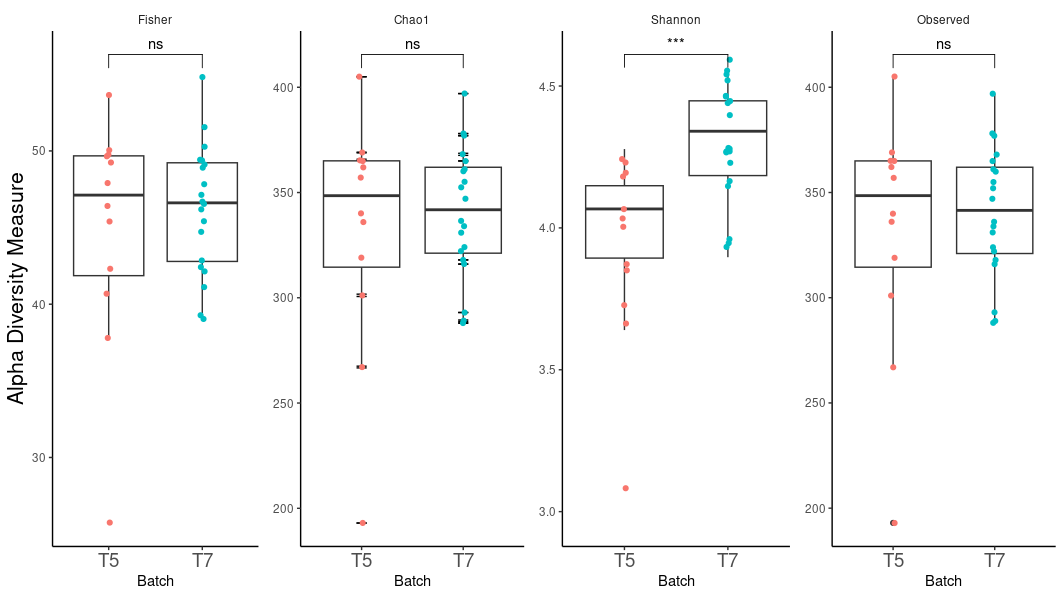 Fisher
Chao1
Shannon
Observed
ns
ns
***
ns
Alpha Diversity Measure
50
40
30
400
350
300
250
200
4.5
4.0
3.5
3.0
400
350
300
250
200
T5
T7
T5
T7
T5
T7
T5
T7
Batch
Batch
Batch
Batch